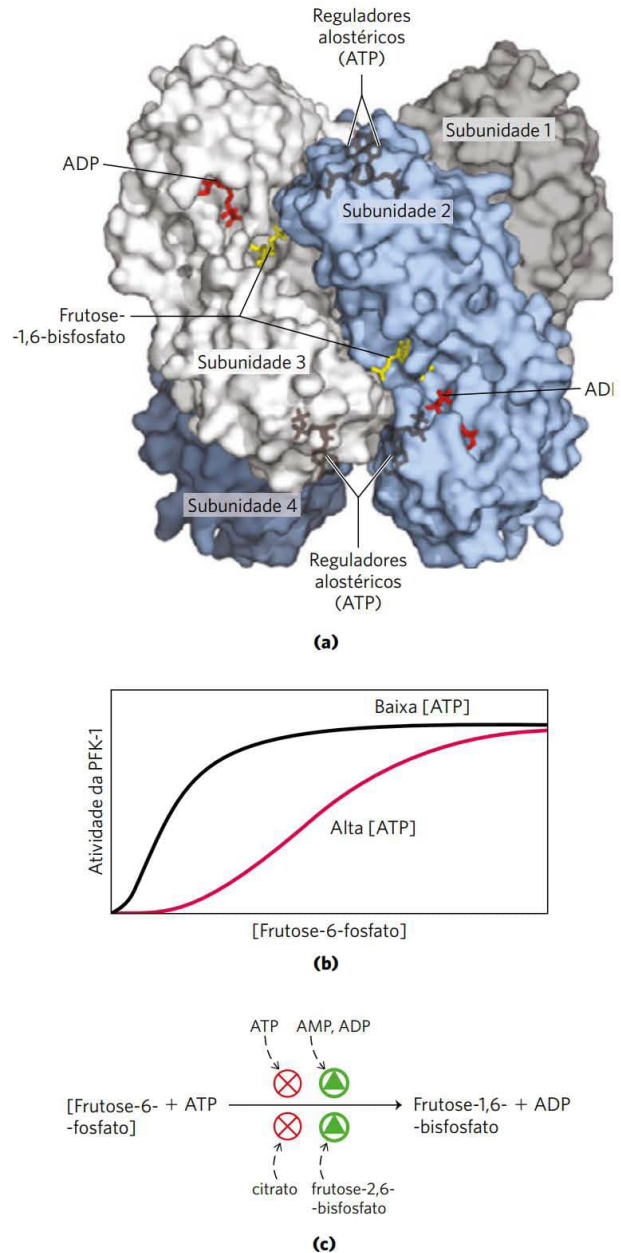 Reguladores
alostéricos
(ATP)
Subunidade 1
ADP
Subunidade 2
Frutose-
-1,6-bisfosfato
Subunidade 3
AD
Subunidade 4
Reguladores
alostéricos
(ATP)
(a)
Atividade da PFK-1
Baixa [ATP]
Alta [ATP]
[Frutose-6-fosfato]
(b)
ATP AMP, ADP
[Frutose-6- + ATP Frutose-1,6- + ADP
-fosfato] -bisfosfato
citrato frutose-2,6-
-bisfosfato
(c)